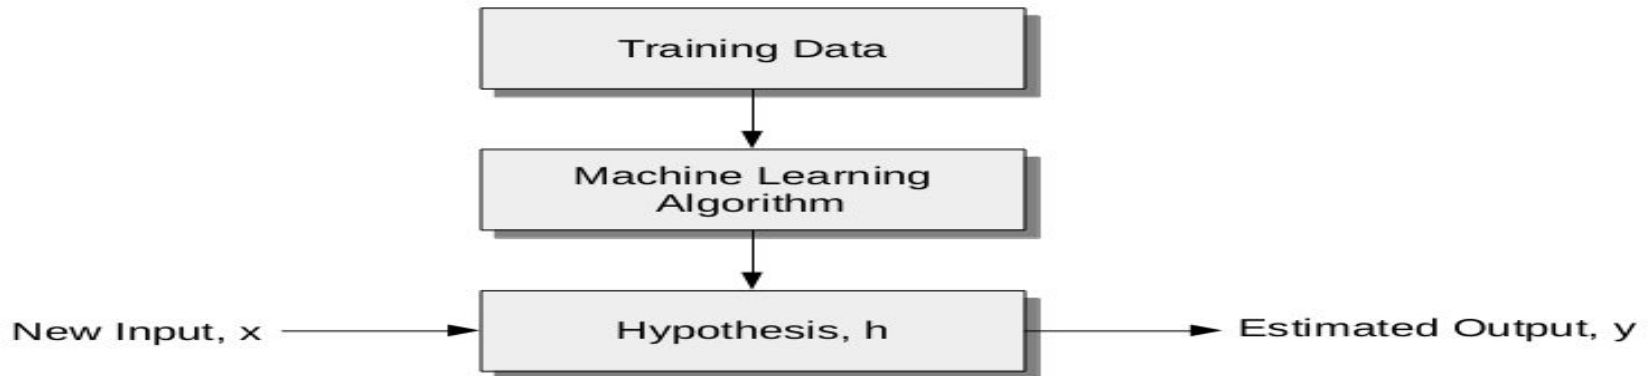 Training Data
Machine Learning
Algorithm
New Input, x
Hypothesis, h
Estimated Output, y